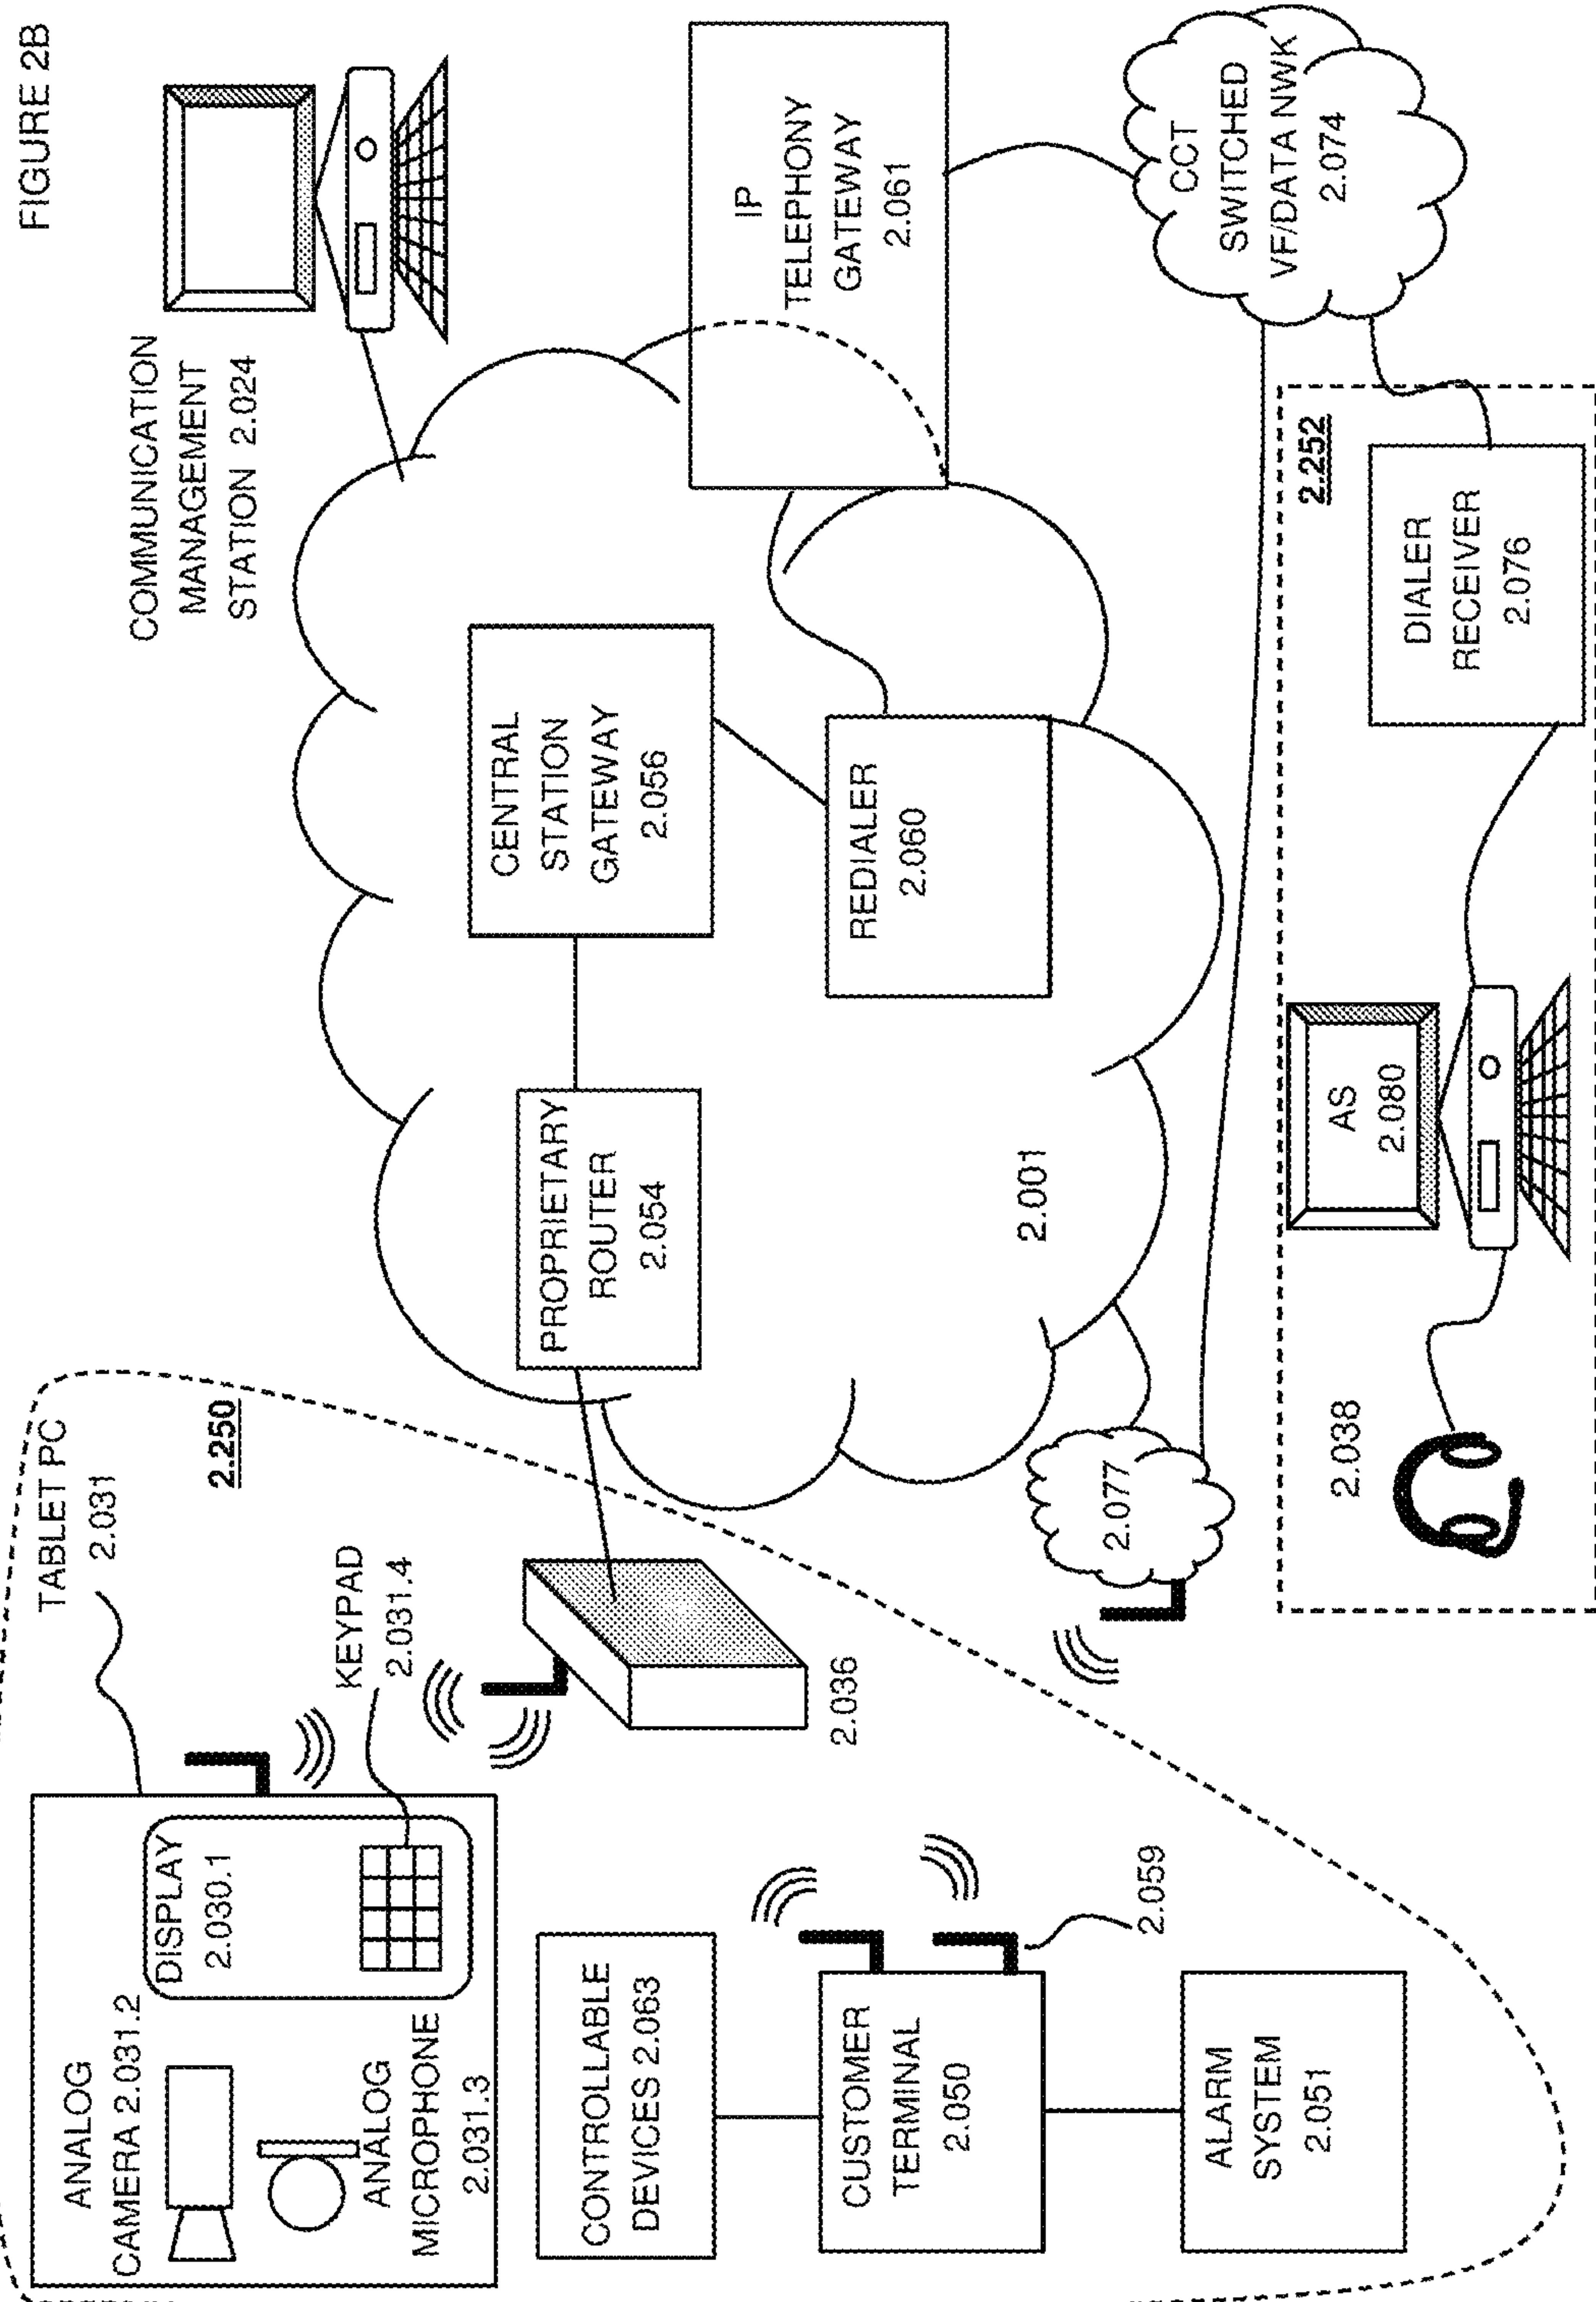 FIGURE 2B
TABLET PC
2.031
2.250
ANALOG
CAMERA 2.031.2
DISPLAY
2.030.1
KEYPAD
2.031.4
ANALOG
MICROPHONE
2.031.3
COMMUNICATION
MANAGEMENT
STATION 2.024
CONTROLLABLE
DEVICES 2.063
2.036
PROPRIETARY
ROUTER
2.054
CENTRAL
STATION
GATEWAY
2.056
IP
TELEPHONY
GATEWAY
2.061
CUSTOMER
TERMINAL
2.050
2.059
REDIALER
2.060
2.001
ALARM
SYSTEM
2.051
2.077
CCT
SWITCHED
VF/DATA NWK
2.074
2.252
2.038
AS
2.080
DIALER
RECEIVER
2.076